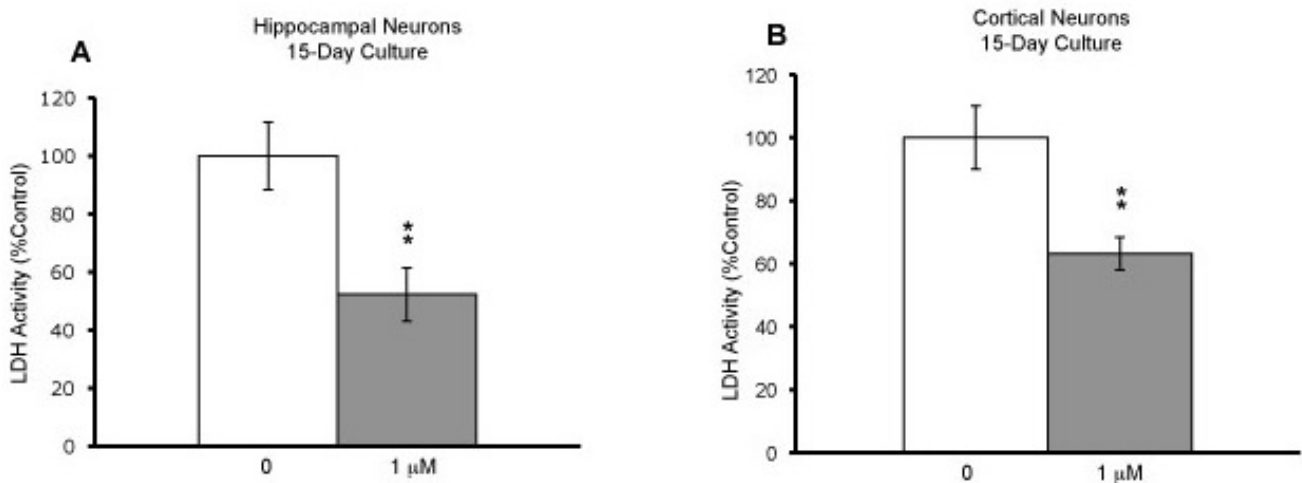 A
Hippocampal Neurons
15-Day Culture
LDH Activity (%Control)
120
100
80
60
40
20
0
**
0
1 μM
B
Cortical Neurons
15-Day Culture
LDH Activity (%Control)
120
100
80
60
40
20
0
**
0
1 μM